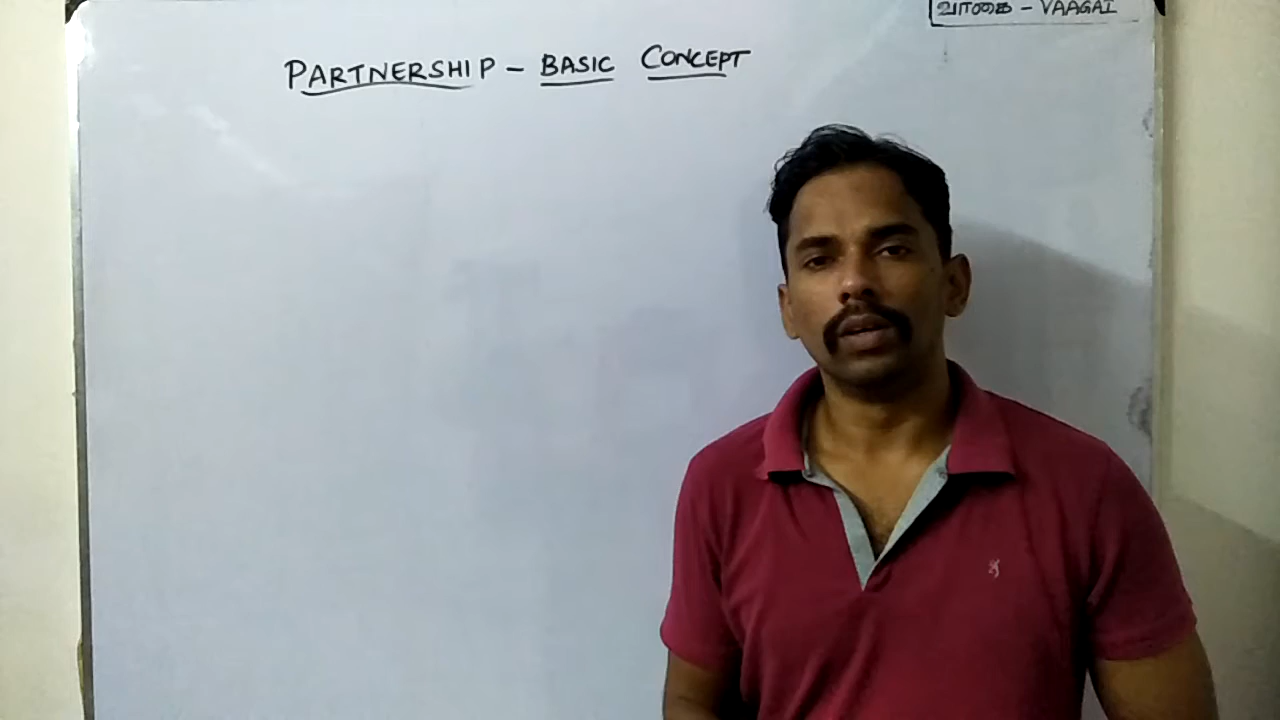 வாகை - VAAGAI
PARTNERSHIP - BASIC CONCEPT